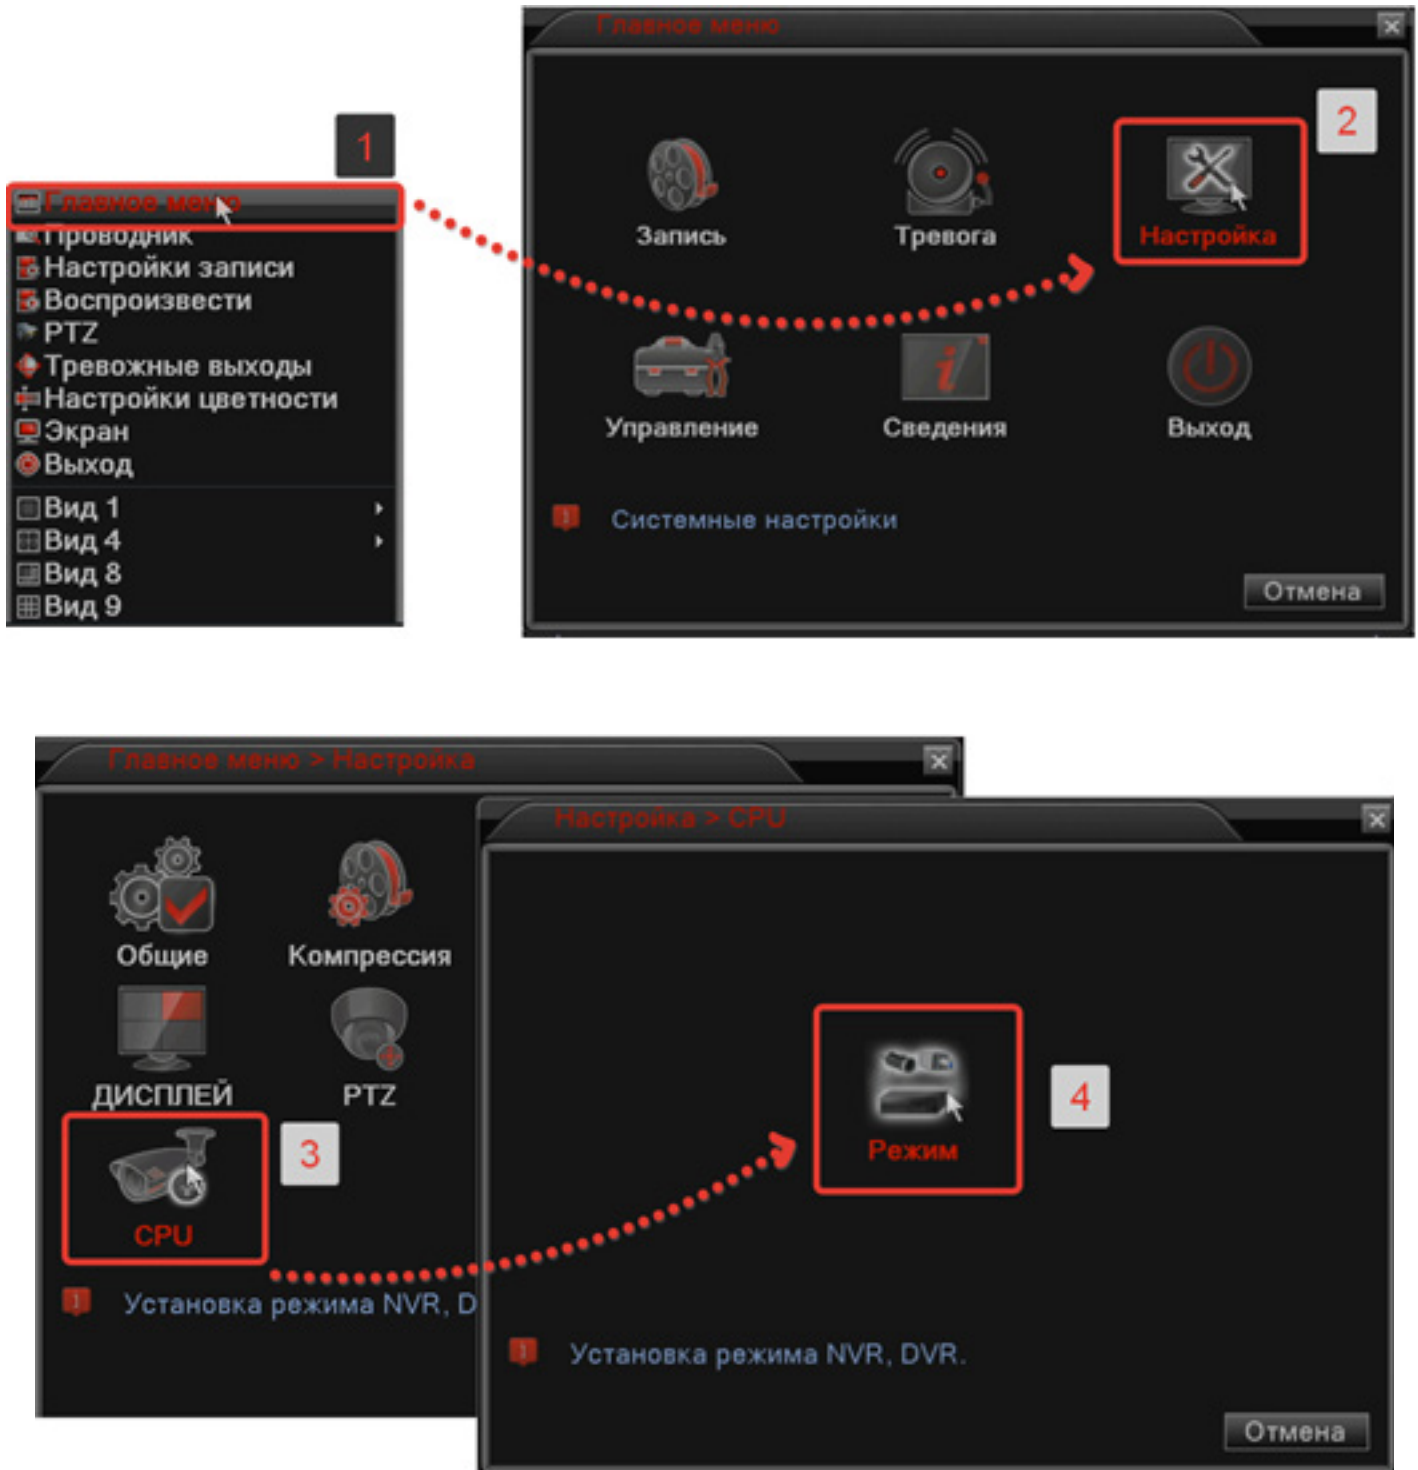 1
Главное меню
Проводник
Настройки записи
Воспроизвести
PTZ
Тревожные выходы
Настройки цветности
Экран
Выход
Вид 1
Вид 4
Вид 8
Вид 9
Главное меню
2
Запись
Тревога
Настройка
Управление
Сведения
Выход
Системные настройки
Отмена
Главное меню > Настройка
Общие
Компрессия
ДИСПЛЕЙ
PTZ
3
CPU
Установка режима NVR, D
Настройка > CPU
4
Режим
Установка режима NVR, DVR.
Отмена